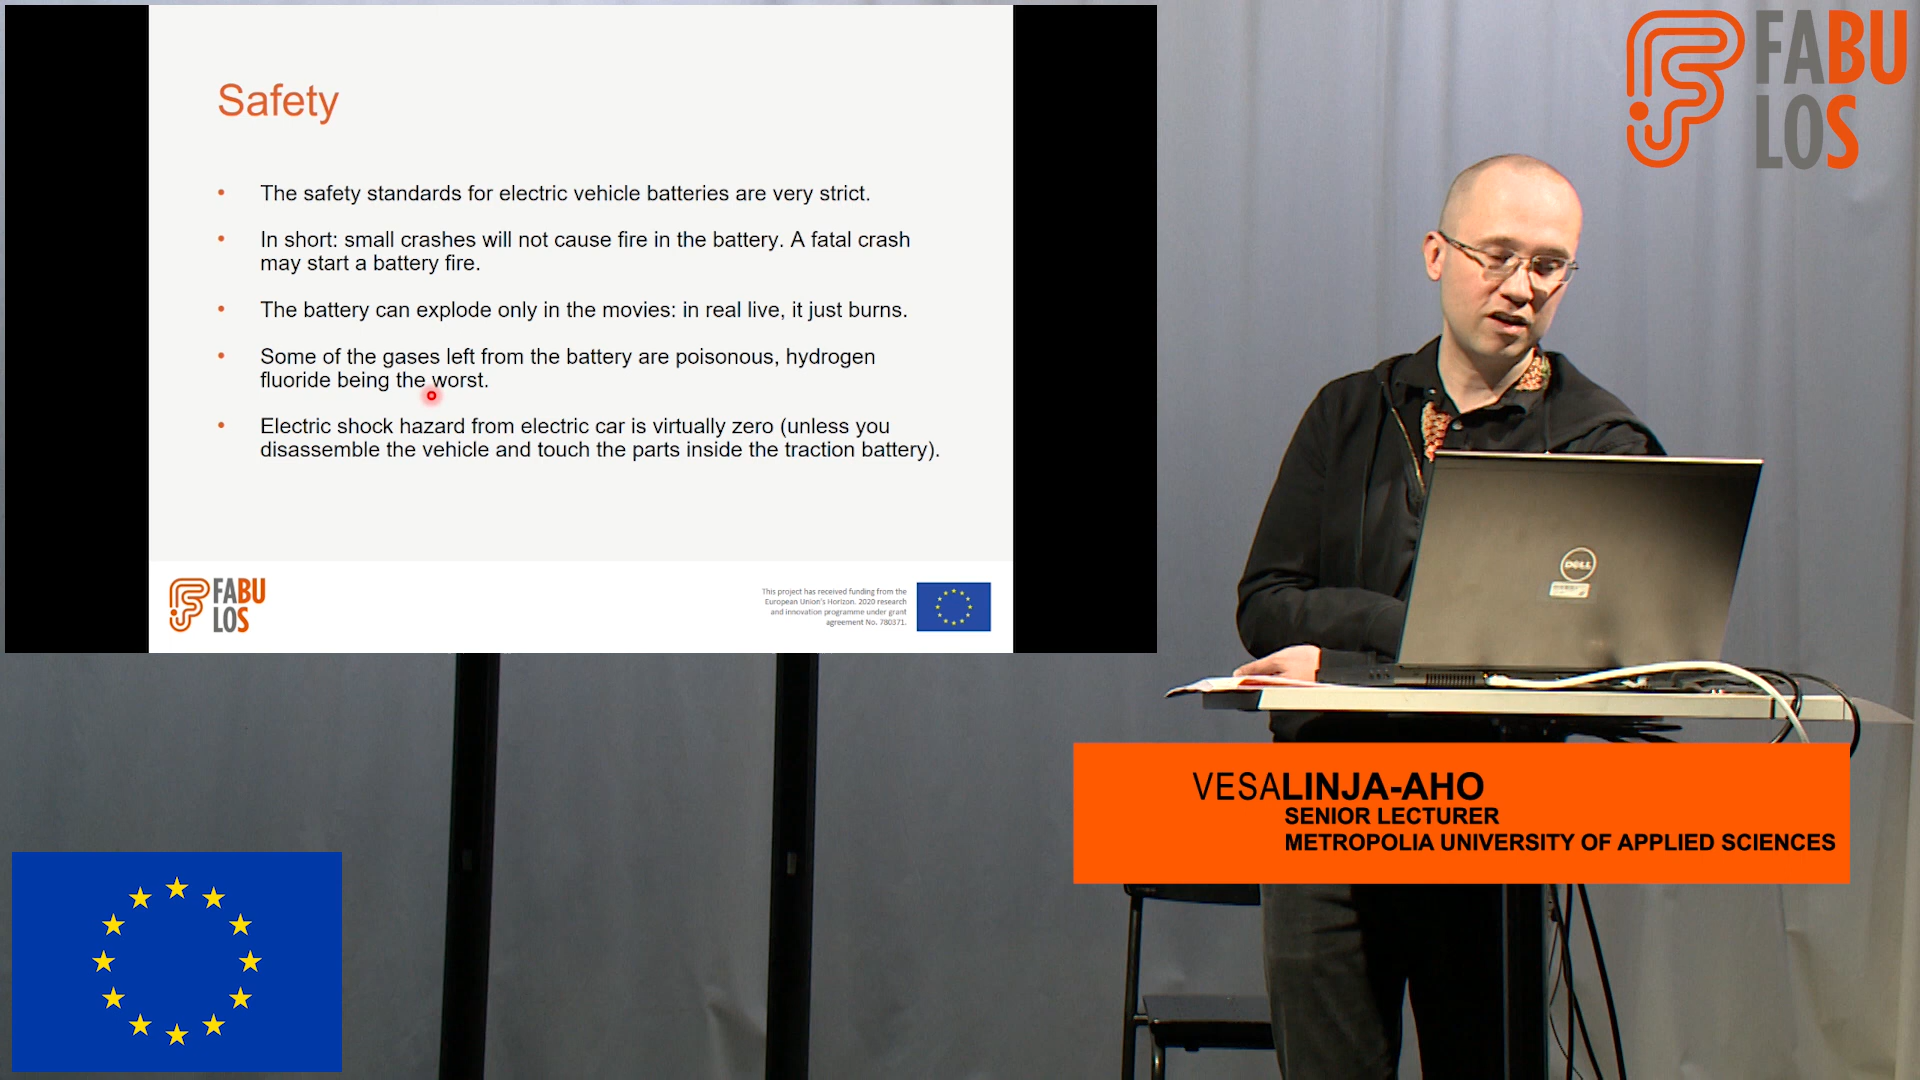 Safety
• The safety standards for electric vehicle batteries are very strict.
• In short: small crashes will not cause fire in the battery. A fatal crash
may start a battery fire.
• The battery can explode only in the movies: in real live, it just burns.
• Some of the gases left from the battery are poisonous, hydrogen
fluoride being the worst.
• Electric shock hazard from electric car is virtually zero (unless you
disassemble the vehicle and touch the parts inside the traction battery).
FABU
LOS
This project has received funding from the
European Union's Horizon. 2020 research
and innovation programme under grant
agreement No. 780371.
FABU
LOS
DELL
VESALINJA-AHO
SENIOR LECTURER
METROPOLIA UNIVERSITY OF APPLIED SCIENCES